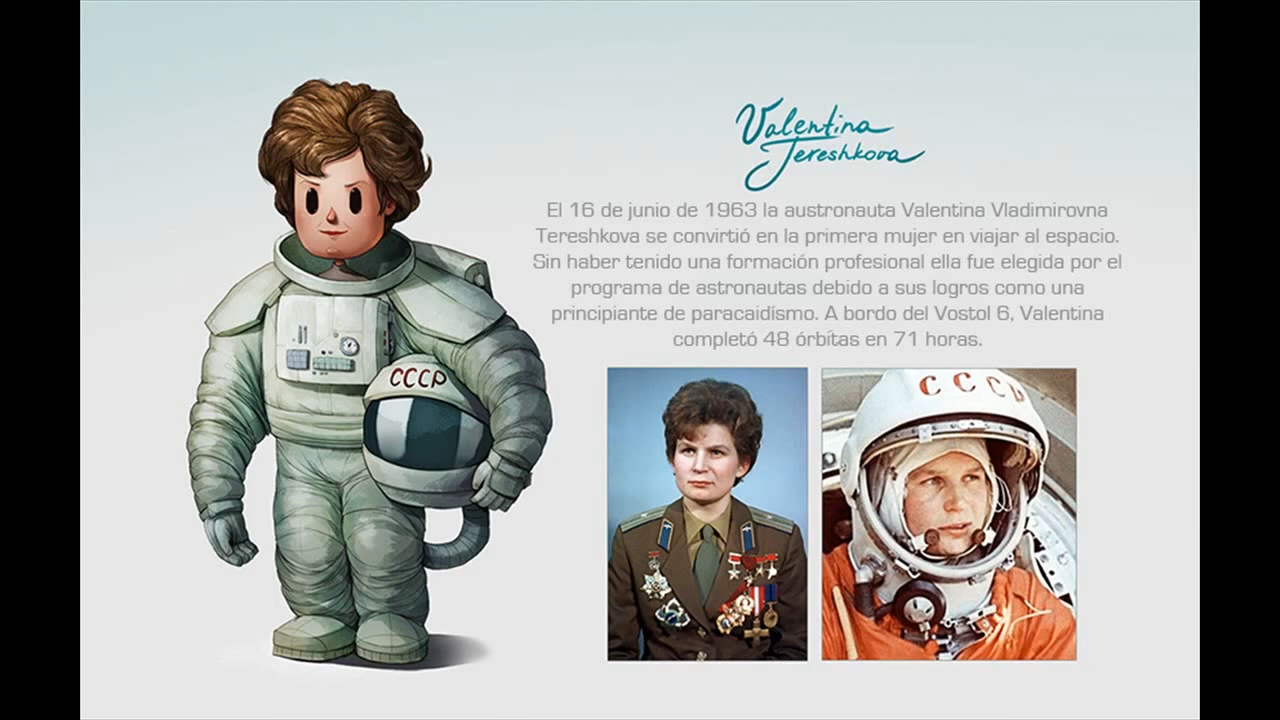 Valentina
Tereshkova
El 16 de junio de 1963 la austronauta Valentina Vladimirovna
Tereshkova se convirtió en la primera mujer en viajar al espacio.
Sin haber tenido una formación profesional ella fue elegida por el
programa de astronautas debido a sus logros como una
principiante de paracaidísmo. A bordo del Vostol 6, Valentina
completó 48 órbítas en 71 horas.
CCCP
CCCP